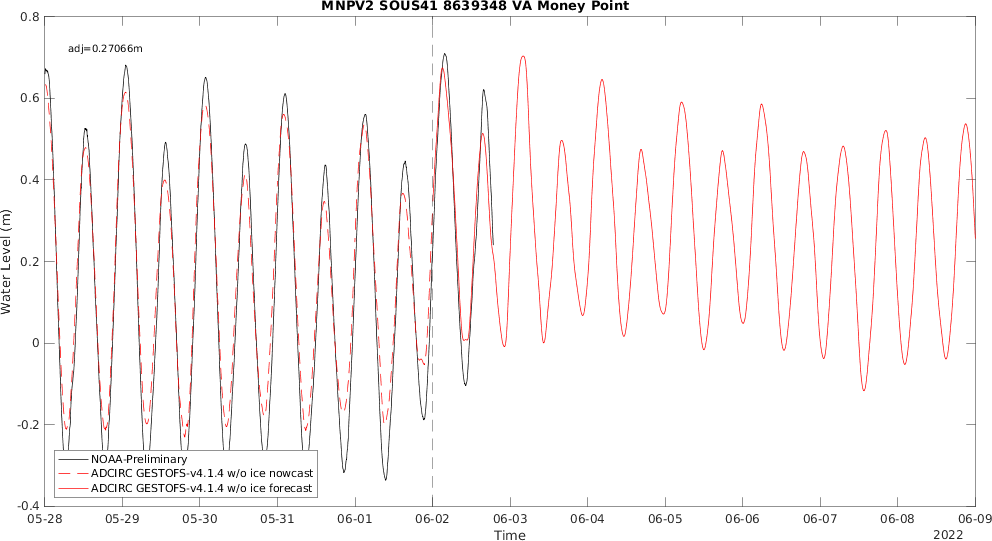 MNPV2 SOUS41 8639348 VA Money Point
adj=0.27066m
0.8
0.6
0.4
0.2
0
-0.2
-0.4
Water Level (m)
NOAA-Preliminary
ADCIRC GESTOFS-v4.1.4 w/o ice nowcast
ADCIRC GESTOFS-v4.1.4 w/o ice forecast
05-28 05-29 05-30 05-31 06-01 06-02 06-03 06-04 06-05 06-06 06-07 06-08 06-09
Time
2022